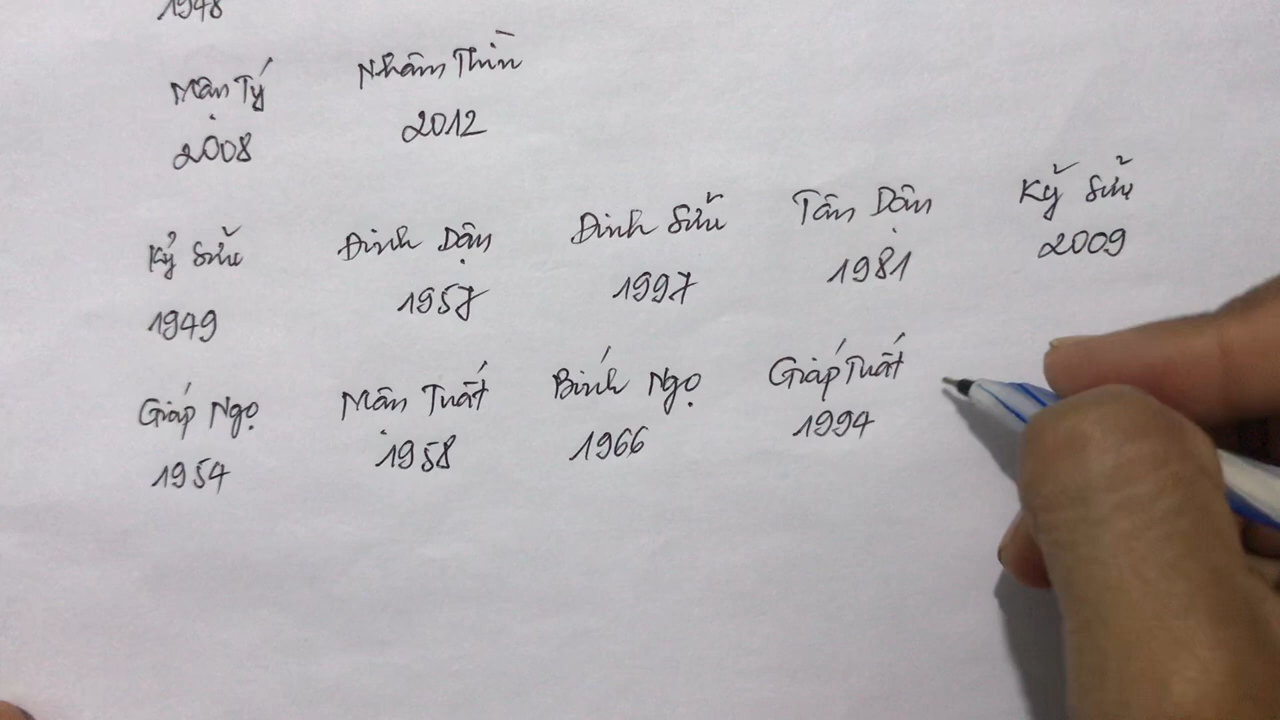 1948
Mậu Tý Nhâm Thìn
2008 2012
Kỷ Sửu Đinh Dậu Đinh Sửu Tân Dậu Kỷ Sửu
1949 1957 1997 1981 2009
Giáp Ngọ Mậu Tuất Bính Ngọ Giáp Tuất
1954 1958 1966 1994